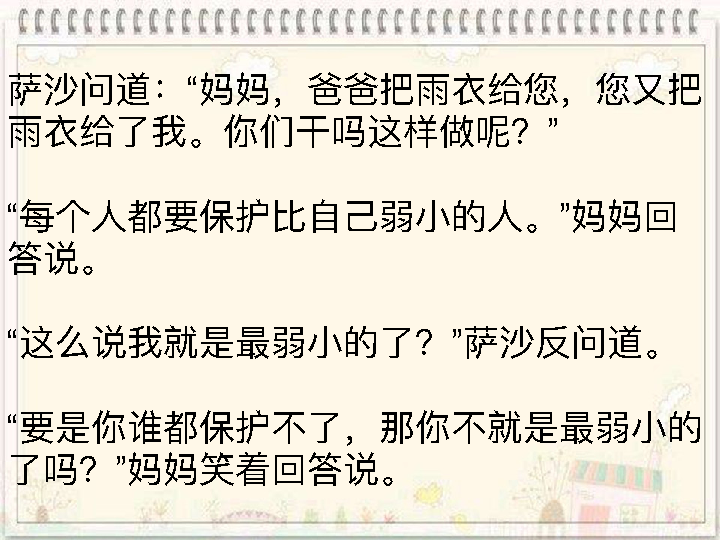 萨沙问道：“妈妈，爸爸把雨衣给您，您又把
雨衣给了我。你们干吗这样做呢？”
“每个人都要保护比自己弱小的人。”妈妈回
答说。
“这么说我就是最弱小的了？”萨沙反问道。
“要是你谁都保护不了，那你不就是最弱小的
了吗？”妈妈笑着回答说。